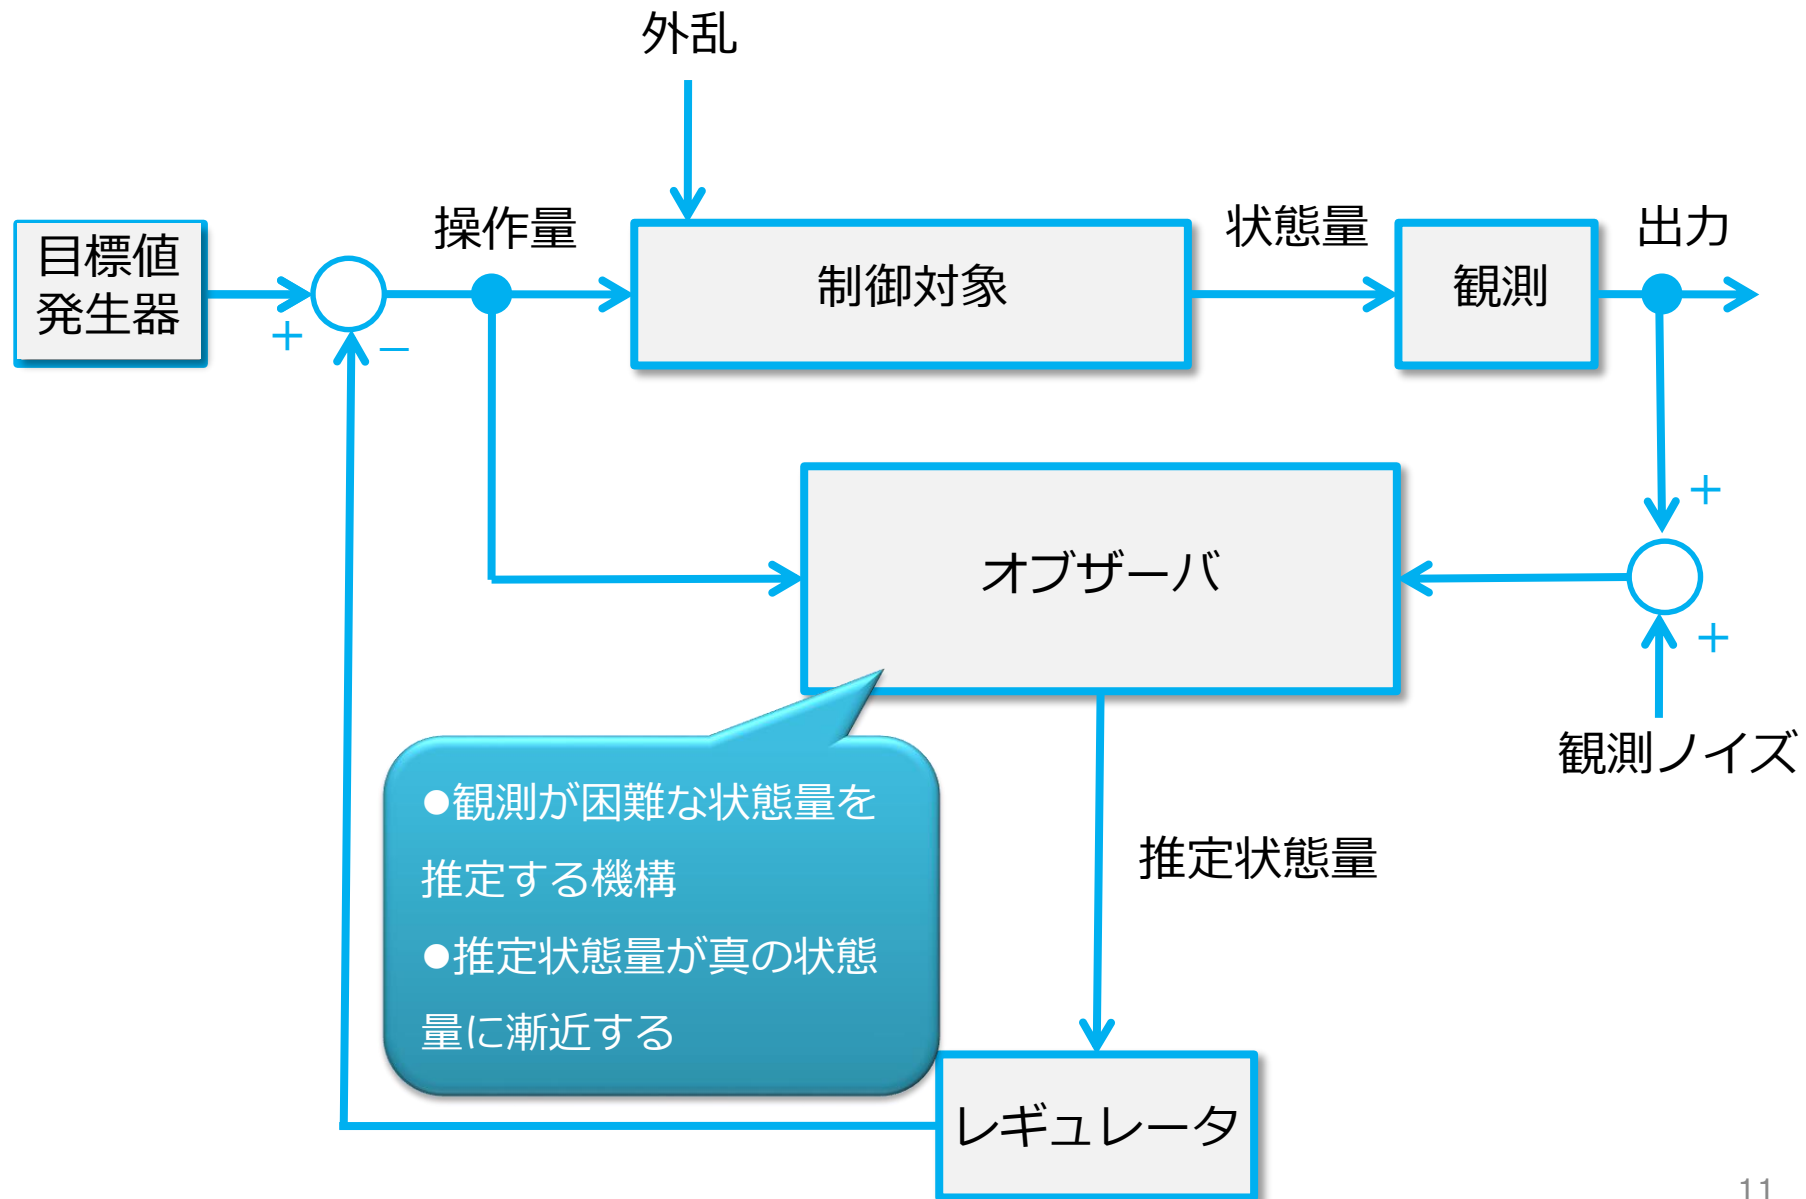 外乱
操作量
状態量
出力
目標値
発生器
制御対象
観測
+
−
+
オブザーバ
+
観測ノイズ
●観測が困難な状態量を
推定する機構
●推定状態量が真の状態
量に漸近する
推定状態量
レギュレータ
11